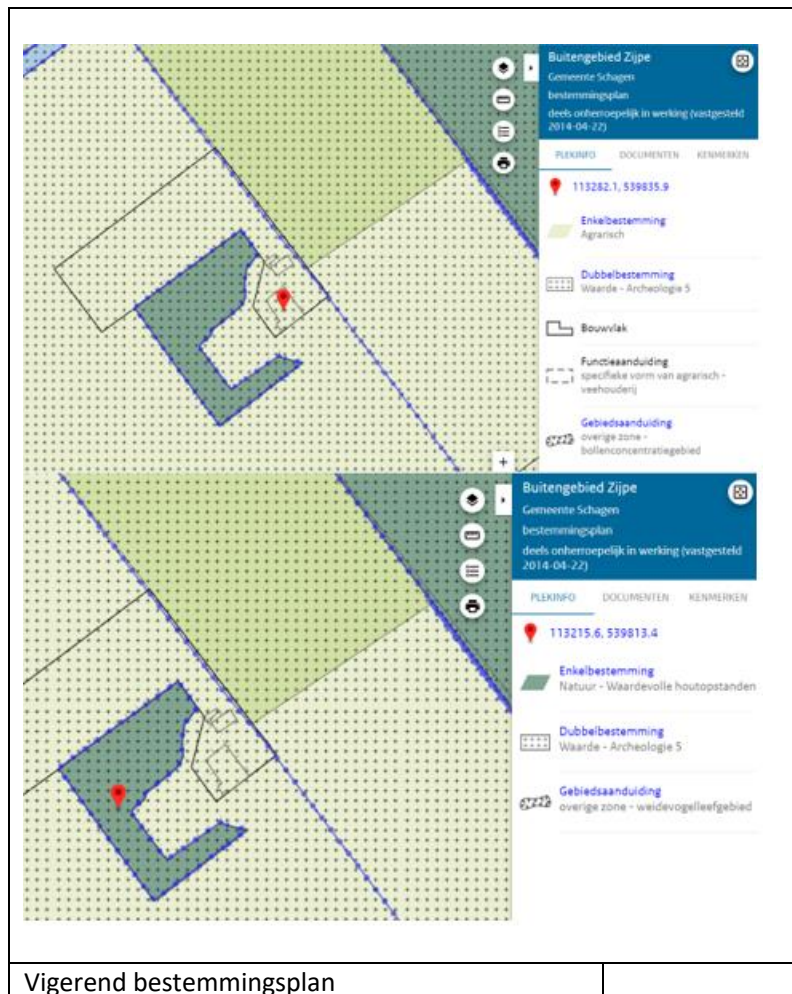 Buitengebied Zijpe
Gemeente Schagen
bestemmingsplan
deels onherroepelijk in werking (vastgesteld
2014-04-22)
PLEKINFO DOCUMENTEN KENMERKEN
113282.1, 539835.9
Enkelbestemming
Agrarisch
Dubbelbestemming
Waarde - Archeologie 5
Bouwvlak
Functieaanduiding
specifieke vorm van agrarisch -
veehouderij
Gebiedsaanduiding
overige zone -
bollenconcentratiegebied
+
Buitengebied Zijpe
Gemeente Schagen
bestemmingsplan
deels onherroepelijk in werking (vastgesteld
2014-04-22)
PLEKINFO DOCUMENTEN KENMERKEN
113215.6, 539813.4
Enkelbestemming
Natuur - Waardevolle houtopstanden
Dubbelbestemming
Waarde - Archeologie 5
Gebiedsaanduiding
overige zone - weidevogelleefgebied
Vigerend bestemmingsplan